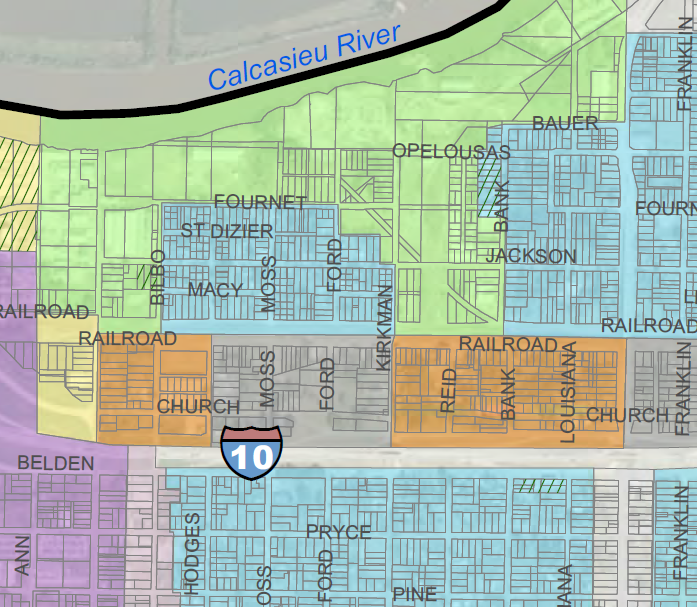 Calcasieu River
FRANKLIN
BAUER
OPELOUSAS
BANK
FOURNET
FOURN
ST DIZIER
FORD
JACKSON
BILBO
MOSS
MACY
KIRKMAN
RAILROAD
RAILROAD
RAILROAD
RAILROAD
MOSS
FORD
REID
BANK
LOUISIANA
FRANKLIN
CHURCH
CHURCH
10
BELDEN
HODGES
PRYCE
FRANKLIN
ANN
OSS
FORD
PINE
IANA